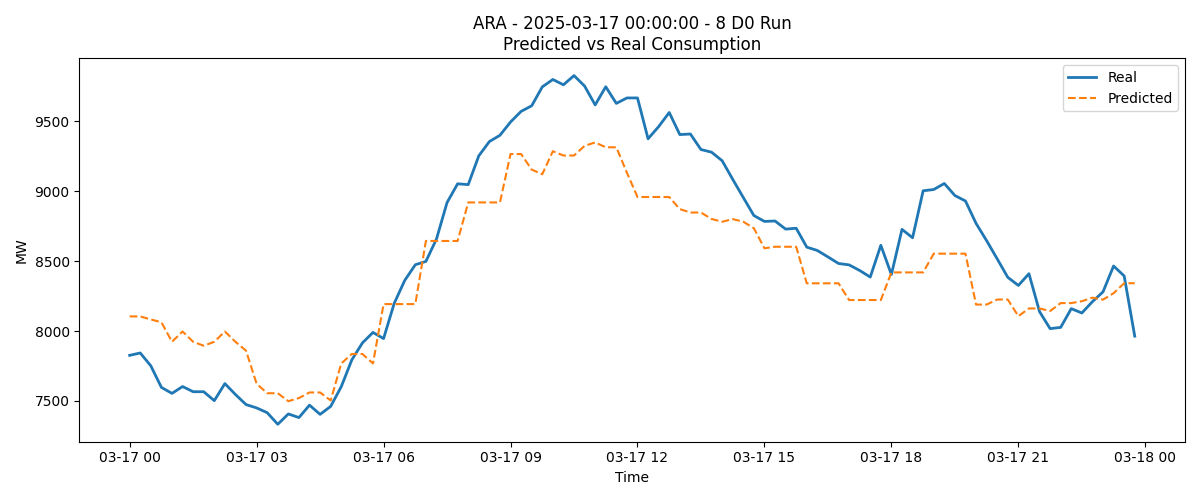 ARA - 2025-03-17 00:00:00 - 8 D0 Run
Predicted vs Real Consumption
Real
Predicted
MW
9500
9000
8500
8000
7500
03-17 00
03-17 03
03-17 06
03-17 09
03-17 12
03-17 15
03-17 18
03-17 21
03-18 00
Time